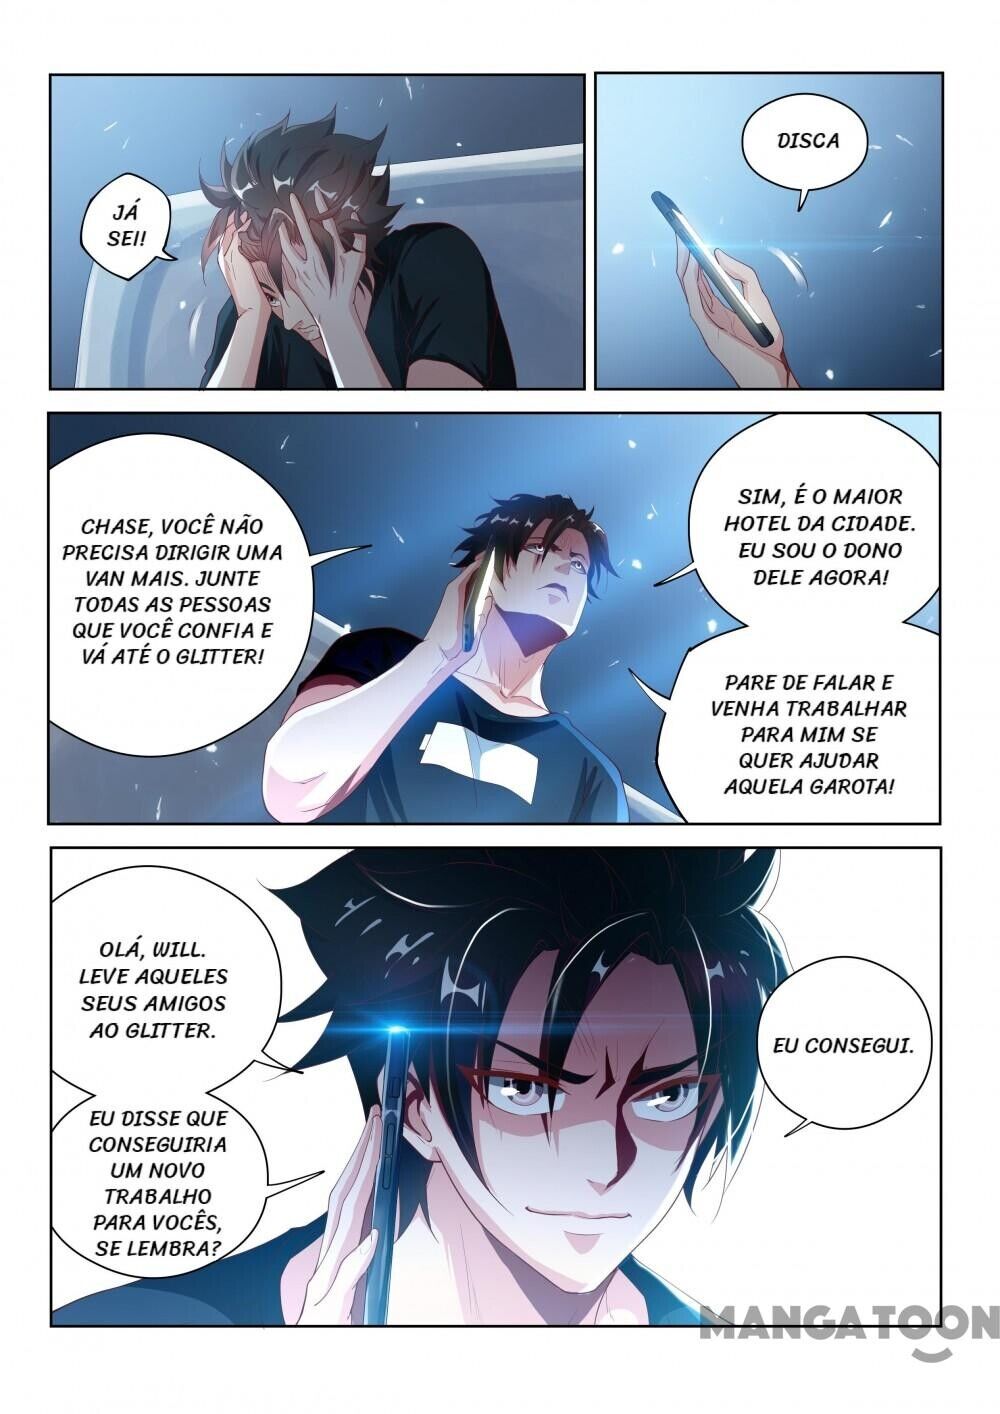 JÁ
SEI!
DISCA
CHASE, VOCÊ NÃO
PRECISA DIRIGIR UMA
VAN MAIS. JUNTE
TODAS AS PESSOAS
QUE VOCÊ CONFIA E
VÁ ATÉ O GLITTER!
SIM, É O MAIOR
HOTEL DA CIDADE.
EU SOU O DONO
DELE AGORA!
PARE DE FALAR E
VENHA TRABALHAR
PARA MIM SE
QUER AJUDAR
AQUELA GAROTA!
OLÁ, WILL.
LEVE AQUELES
SEUS AMIGOS
AO GLITTER.
EU DISSE QUE
CONSEGUIRIA
UM NOVO
TRABALHO
PARA VOCÊS,
SE LEMBRA?
EU CONSEGUI.
MANGATOON